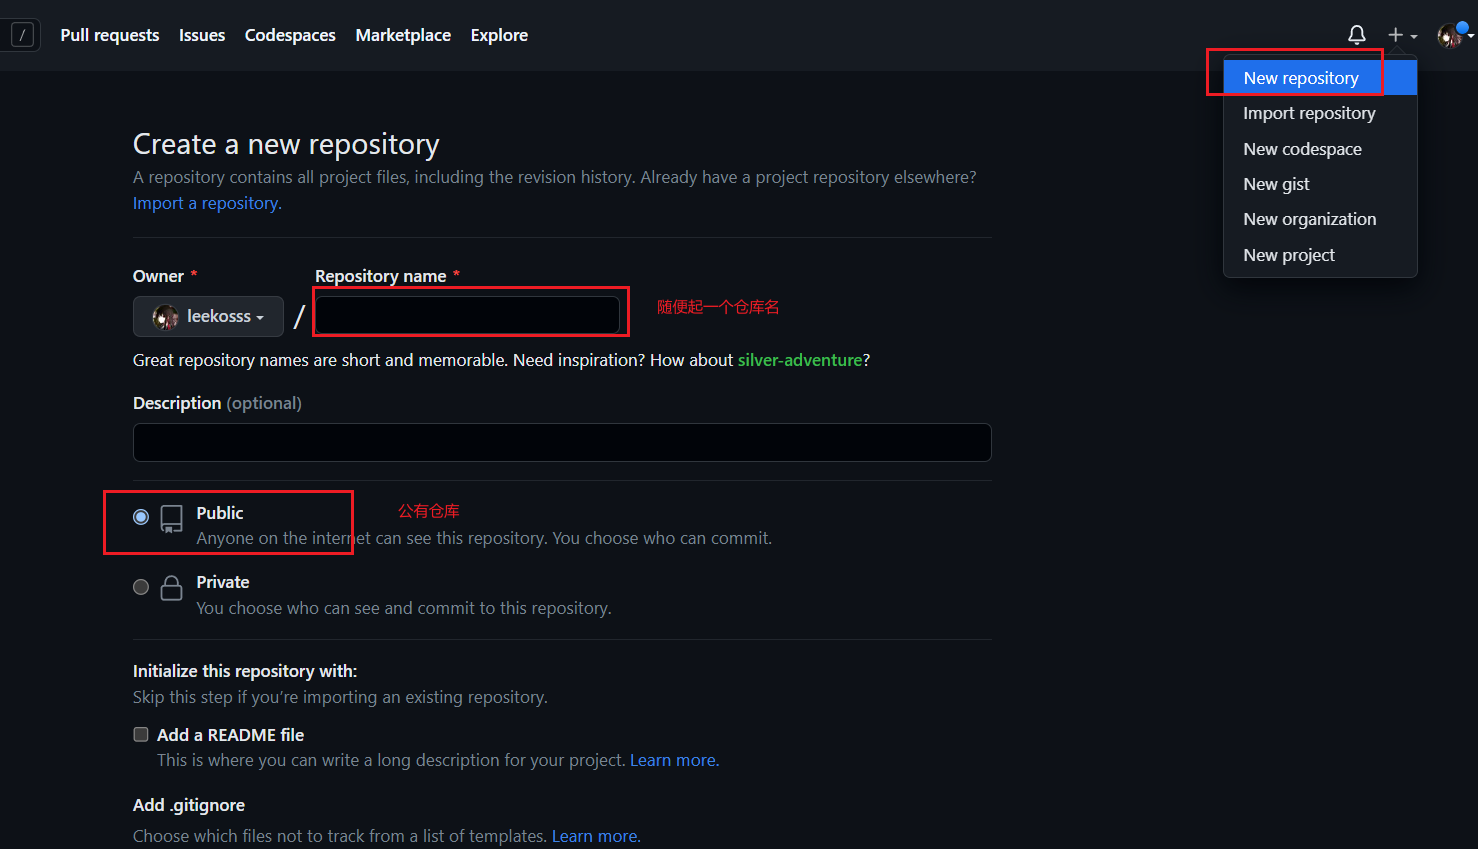 /
Pull requests Issues Codespaces Marketplace Explore
New repository
Import repository
New codespace
New gist
New organization
New project
Create a new repository
A repository contains all project files, including the revision history. Already have a project repository elsewhere?
Import a repository.
Owner * Repository name *
leekosss / 随便起一个仓库名
Great repository names are short and memorable. Need inspiration? How about silver-adventure?
Description (optional)
Public 公有仓库
Anyone on the internet can see this repository. You choose who can commit.
Private
You choose who can see and commit to this repository.
Initialize this repository with:
Skip this step if you’re importing an existing repository.
Add a README file
This is where you can write a long description for your project. Learn more.
Add .gitignore
Choose which files not to track from a list of templates. Learn more.